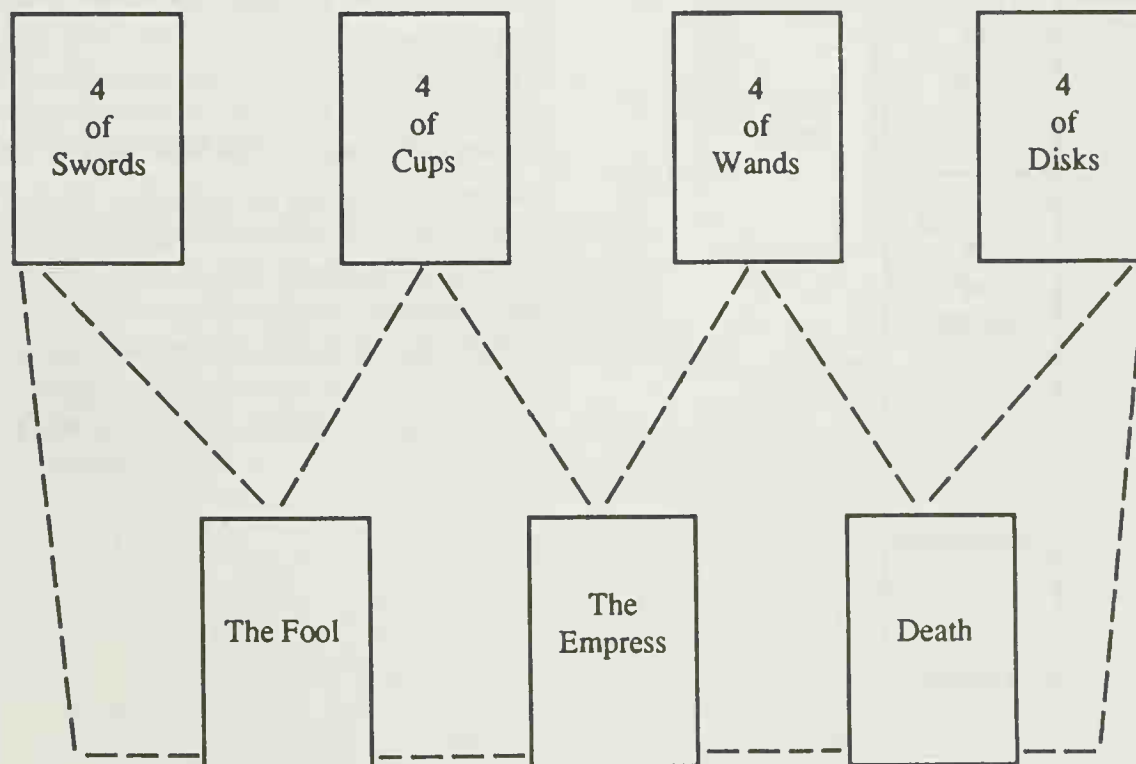 4
of
Swords
4
of
Cups
4
of
Wands
4
of
Disks
The Fool
The
Empress
Death